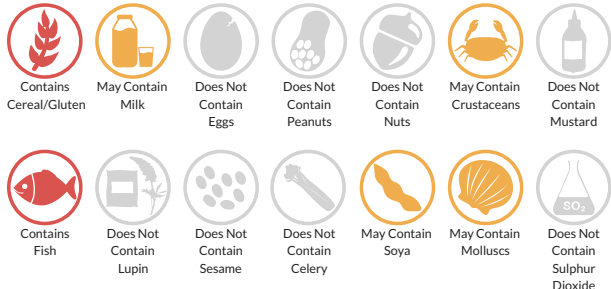 Contains
Cereal/Gluten
May Contain
Milk
Does Not
Contain
Eggs
Does Not
Contain
Peanuts
Does Not
Contain
Nuts
May Contain
Crustaceans
Does Not
Contain
Mustard
Contains
Fish
Does Not
Contain
Lupin
Does Not
Contain
Sesame
Does Not
Contain
Celery
May Contain
Soya
May Contain
Molluscs
SO₂
Does Not
Contain
Sulphur
Dioxide